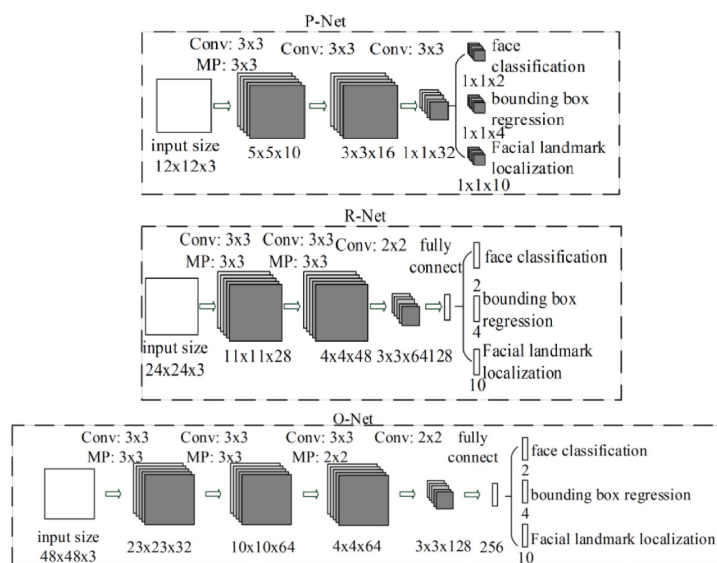 P-Net
Conv: 3x3
MP: 3x3
Conv: 3x3
Conv: 3x3
input size
12x12x3
5x5x10
3x3x16
1x1x32
face
classification
1x1x2
bounding box
regression
1x1x4
Facial landmark
localization
1x1x10
R-Net
Conv: 3x3
MP: 3x3
Conv: 3x3
MP: 3x3
Conv: 2x2
fully
connect
input size
24x24x3
11x11x28
4x4x48
3x3x64
128
face classification
2
bounding box
regression
4
Facial landmark
localization
10
O-Net
Conv: 3x3
MP: 3x3
Conv: 3x3
MP: 3x3
Conv: 3x3
MP: 2x2
Conv: 2x2
fully
connect
input size
48x48x3
23x23x32
10x10x64
4x4x64
3x3x128
256
face classification
2
bounding box regression
4
Facial landmark localization
10